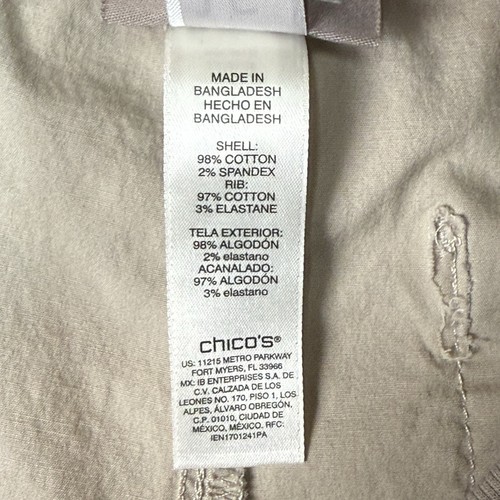 MADE IN
BANGLADESH
HECHO EN
BANGLADESH
SHELL:
98% COTTON
2% SPANDEX
RIB:
97% COTTON
3% ELASTANE
TELA EXTERIOR:
98% ALGODÓN
2% elastano
ACANALADO:
97% ALGODÓN
3% elastano
chico's®
US: 11215 METRO PARKWAY
FORT MYERS, FL 33966
MX: IB ENTERPRISES S.A. DE
C.V. CALZADA DE LOS
LEONES NO. 170, PISO 1, LOS
ALPES, ÁLVARO OBREGÓN,
C.P. 01010, CIUDAD DE
MÉXICO, MÉXICO. RFC:
IEN1701241PA